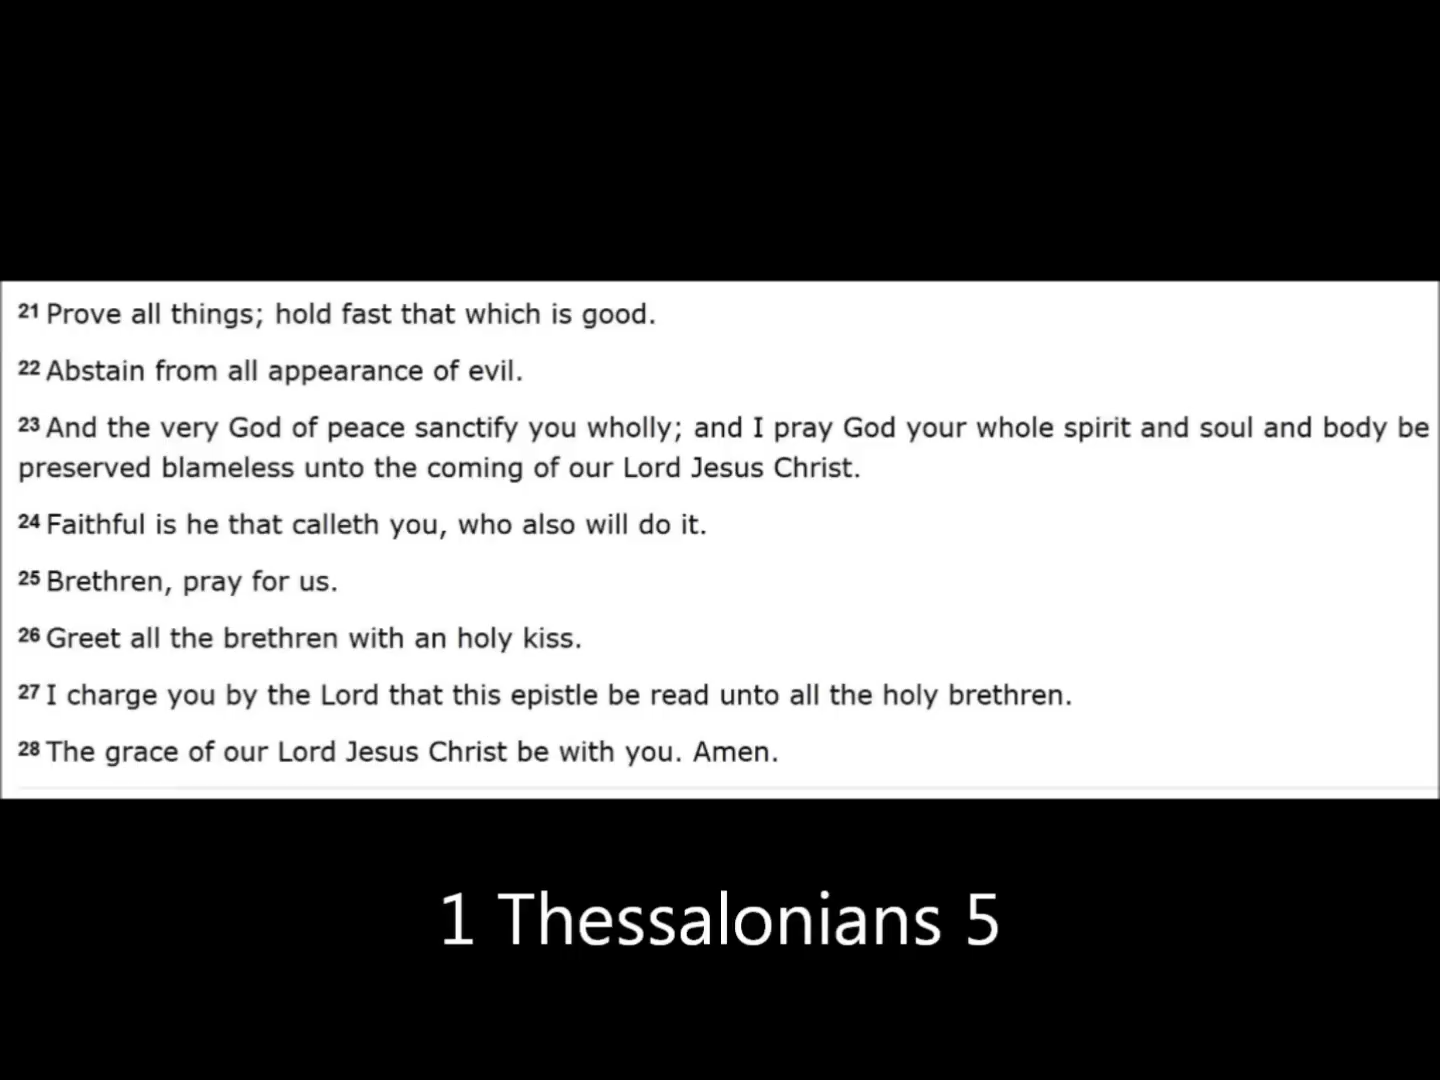 21 Prove all things; hold fast that which is good.
22 Abstain from all appearance of evil.
23 And the very God of peace sanctify you wholly; and I pray God your whole spirit and soul and body be
preserved blameless unto the coming of our Lord Jesus Christ.
24 Faithful is he that calleth you, who also will do it.
25 Brethren, pray for us.
26 Greet all the brethren with an holy kiss.
27 I charge you by the Lord that this epistle be read unto all the holy brethren.
28 The grace of our Lord Jesus Christ be with you. Amen.
1 Thessalonians 5